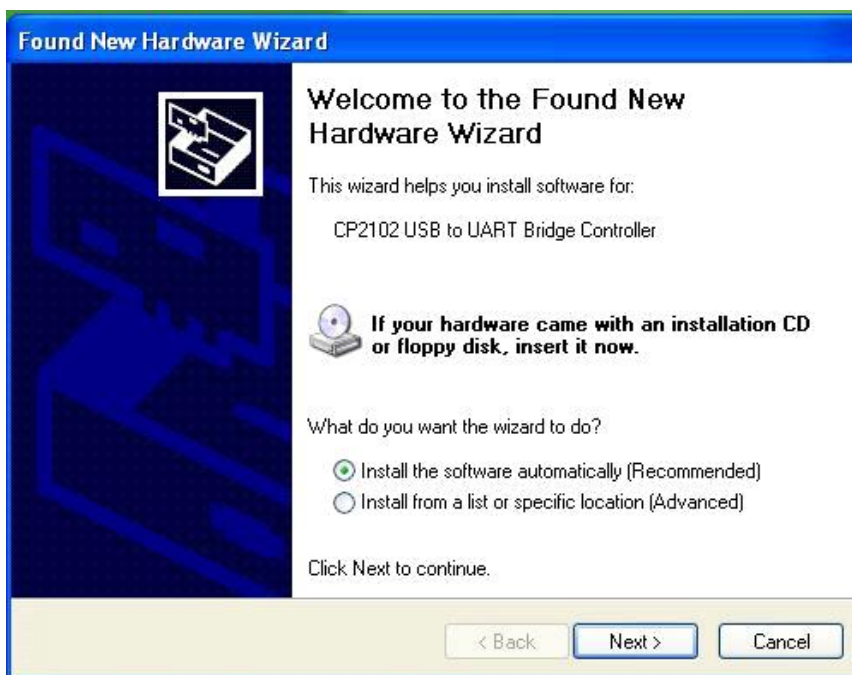 Found New Hardware Wizard
Welcome to the Found New
Hardware Wizard
This wizard helps you install software for:
CP2102 USB to UART Bridge Controller
If your hardware came with an installation CD
or floppy disk, insert it now.
What do you want the wizard to do?
Install the software automatically (Recommended)
Install from a list or specific location (Advanced)
Click Next to continue.
< Back Next > Cancel